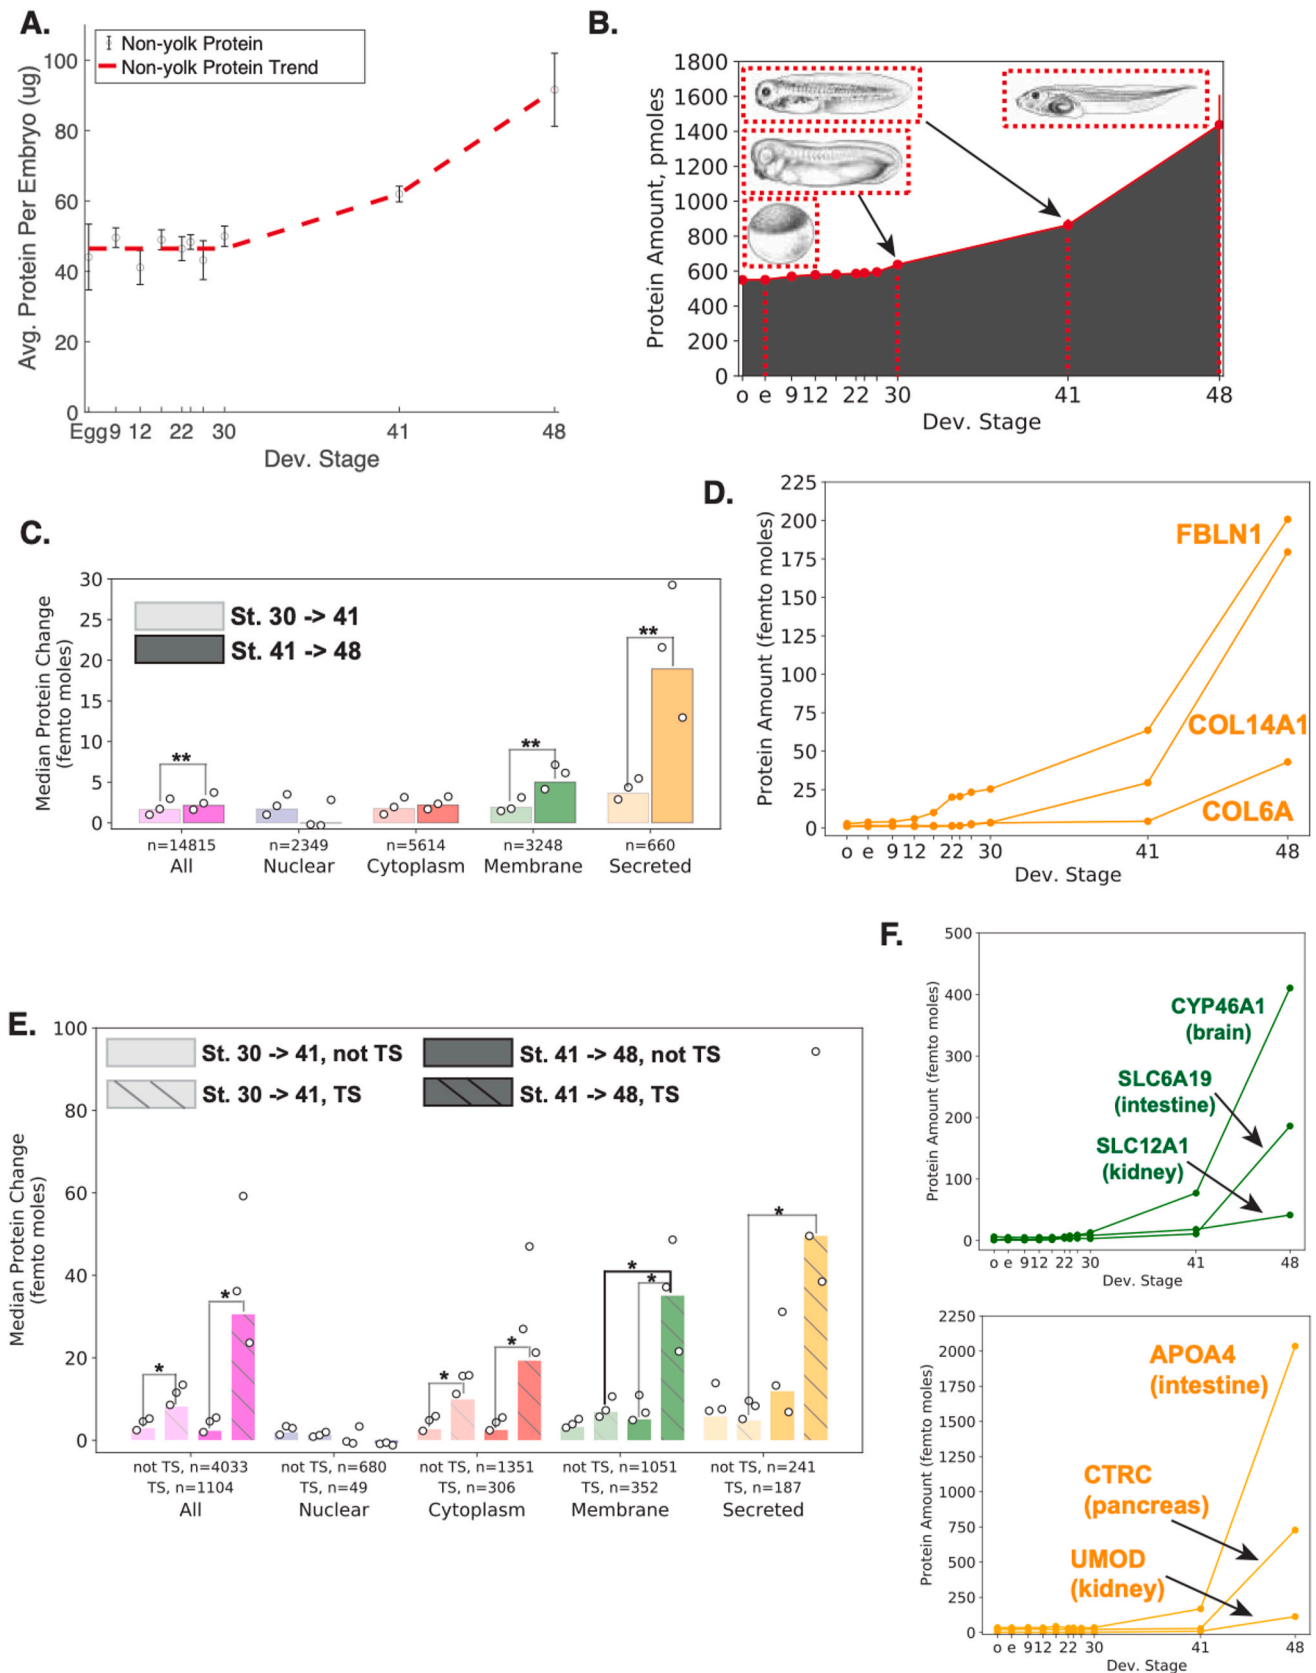 A.
Non-yolk Protein
Non-yolk Protein Trend
Avg. Protein Per Embryo (ug)
100
80
60
40
20
0
Egg 9 12 22 30 41 48
Dev. Stage
B.
Protein Amount, pmoles
1800
1600
1400
1200
1000
800
600
400
200
0
o e 9 12 22 30 41 48
Dev. Stage
C.
Median Protein Change
(femto moles)
30
25
20
15
10
5
0
St. 30 -> 41
St. 41 -> 48
**
**
**
n=14815 n=2349 n=5614 n=3248 n=660
All Nuclear Cytoplasm Membrane Secreted
D.
Protein Amount (femto moles)
225
200
175
150
125
100
75
50
25
0
FBLN1
COL14A1
COL6A
o e 9 12 22 30 41 48
Dev. Stage
E.
Median Protein Change
(femto moles)
100
80
60
40
20
0
St. 30 -> 41, not TS
St. 41 -> 48, not TS
St. 30 -> 41, TS
St. 41 -> 48, TS
*
*
*
*
*
*
*
not TS, n=4033 not TS, n=680 not TS, n=1351 not TS, n=1051 not TS, n=241
TS, n=1104 TS, n=49 TS, n=306 TS, n=352 TS, n=187
All Nuclear Cytoplasm Membrane Secreted
F.
Protein Amount (femto moles)
500
400
300
200
100
0
CYP46A1
(brain)
SLC6A19
(intestine)
SLC12A1
(kidney)
o e 9 12 22 30 41 48
Dev. Stage
Protein Amount (femto moles)
2250
2000
1750
1500
1250
1000
750
500
250
0
APOA4
(intestine)
CTRC
(pancreas)
UMOD
(kidney)
o e 9 12 22 30 41 48
Dev. Stage